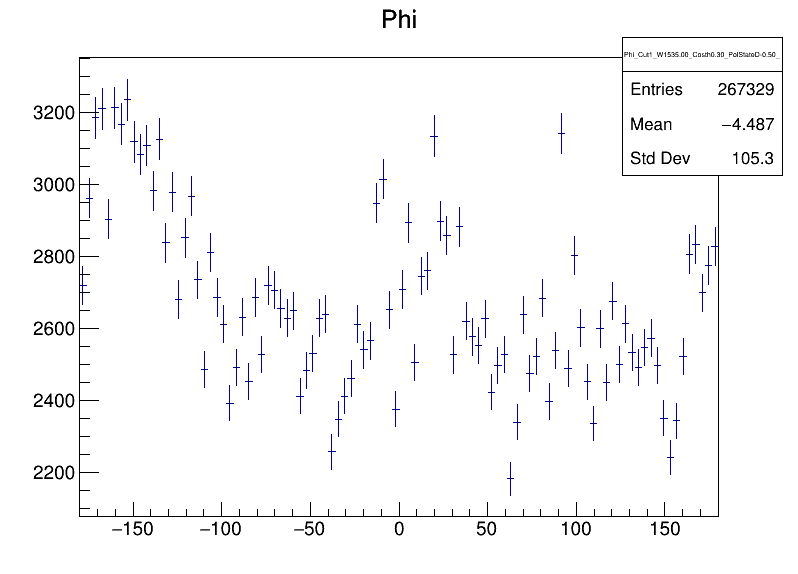 Phi
Phi_Cut1_W1535.00_Costh0.30_PolStateD-0.50_
Entries 267329
Mean −4.487
Std Dev 105.3
3200
3000
2800
2600
2400
2200
−150 −100 −50 0 50 100 150